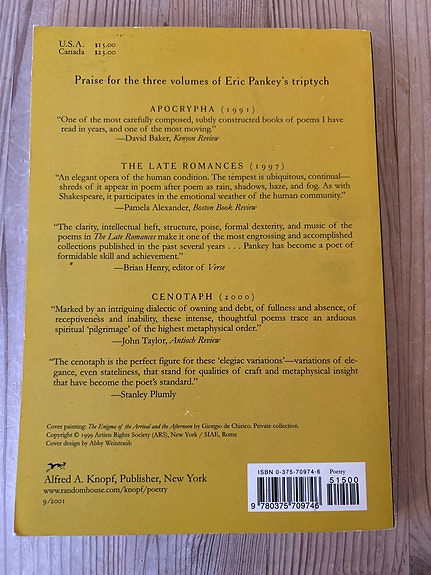 U.S.A. $15.00
Canada $23.00
Praise for the three volumes of Eric Pankey's triptych
APOCRYPHA (1991)
"One of the most carefully composed, subtly constructed books of poems I have
read in years, and one of the most moving."
—David Baker, Kenyon Review
THE LATE ROMANCES (1997)
"An elegant opera of the human condition. The tempest is ubiquitous, continual—
shreds of it appear in poem after poem as rain, shadows, haze, and fog. As with
Shakespeare, it participates in the emotional weather of the human community."
—Pamela Alexander, Boston Book Review
"The clarity, intellectual heft, structure, poise, formal dexterity, and music of the
poems in The Late Romances make it one of the most engrossing and accomplished
collections published in the past several years . . . Pankey has become a poet of
formidable skill and achievement."
—Brian Henry, editor of Verse
CENOTAPH (2000)
"Marked by an intriguing dialectic of owning and debt, of fullness and absence, of
receptiveness and inability, these intense, thoughtful poems trace an arduous
spiritual 'pilgrimage' of the highest metaphysical order."
—John Taylor, Antioch Review
"The cenotaph is the perfect figure for these 'elegiac variations'—variations of ele-
gance, even stateliness, that stand for qualities of craft and metaphysical insight
that have become the poet's standard."
—Stanley Plumly
Cover painting: The Enigma of the Arrival and the Afternoon by Giorgio de Chirico. Private collection.
Copyright © 1999 Artists Rights Society (ARS), New York / SIAE, Rome
Cover design by Abby Weintraub
Alfred A. Knopf, Publisher, New York
www.randomhouse.com/knopf/poetry
9/2001
ISBN 0-375-70974-6 Poetry
51500
9 780375 709746